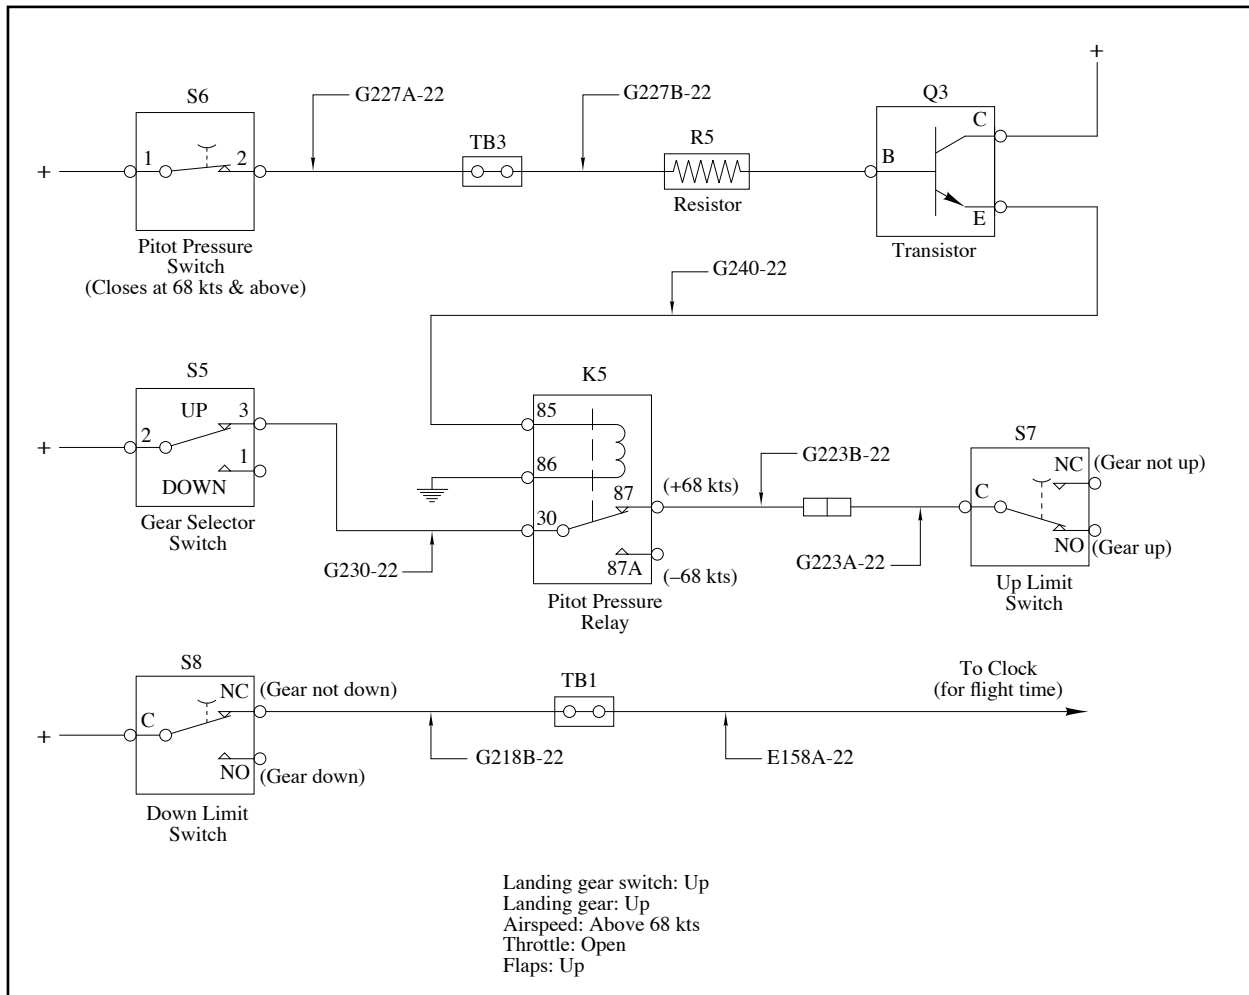 +
S6
1
2
Pitot Pressure
Switch
(Closes at 68 kts & above)
+
G227A-22
TB3
G227B-22
R5
Resistor
Q3
B
C
E
Transistor
+
G240-22
S5
UP
3
2
1
DOWN
Gear Selector
Switch
+
G230-22
K5
85
86
30
87
87A
(+68 kts)
(–68 kts)
Pitot Pressure
Relay
G223B-22
G223A-22
S7
C
NC
(Gear not up)
NO
(Gear up)
Up Limit
Switch
+
S8
C
NC
(Gear not down)
NO
(Gear down)
Down Limit
Switch
G218B-22
TB1
E158A-22
To Clock
(for flight time)
Landing gear switch: Up
Landing gear: Up
Airspeed: Above 68 kts
Throttle: Open
Flaps: Up